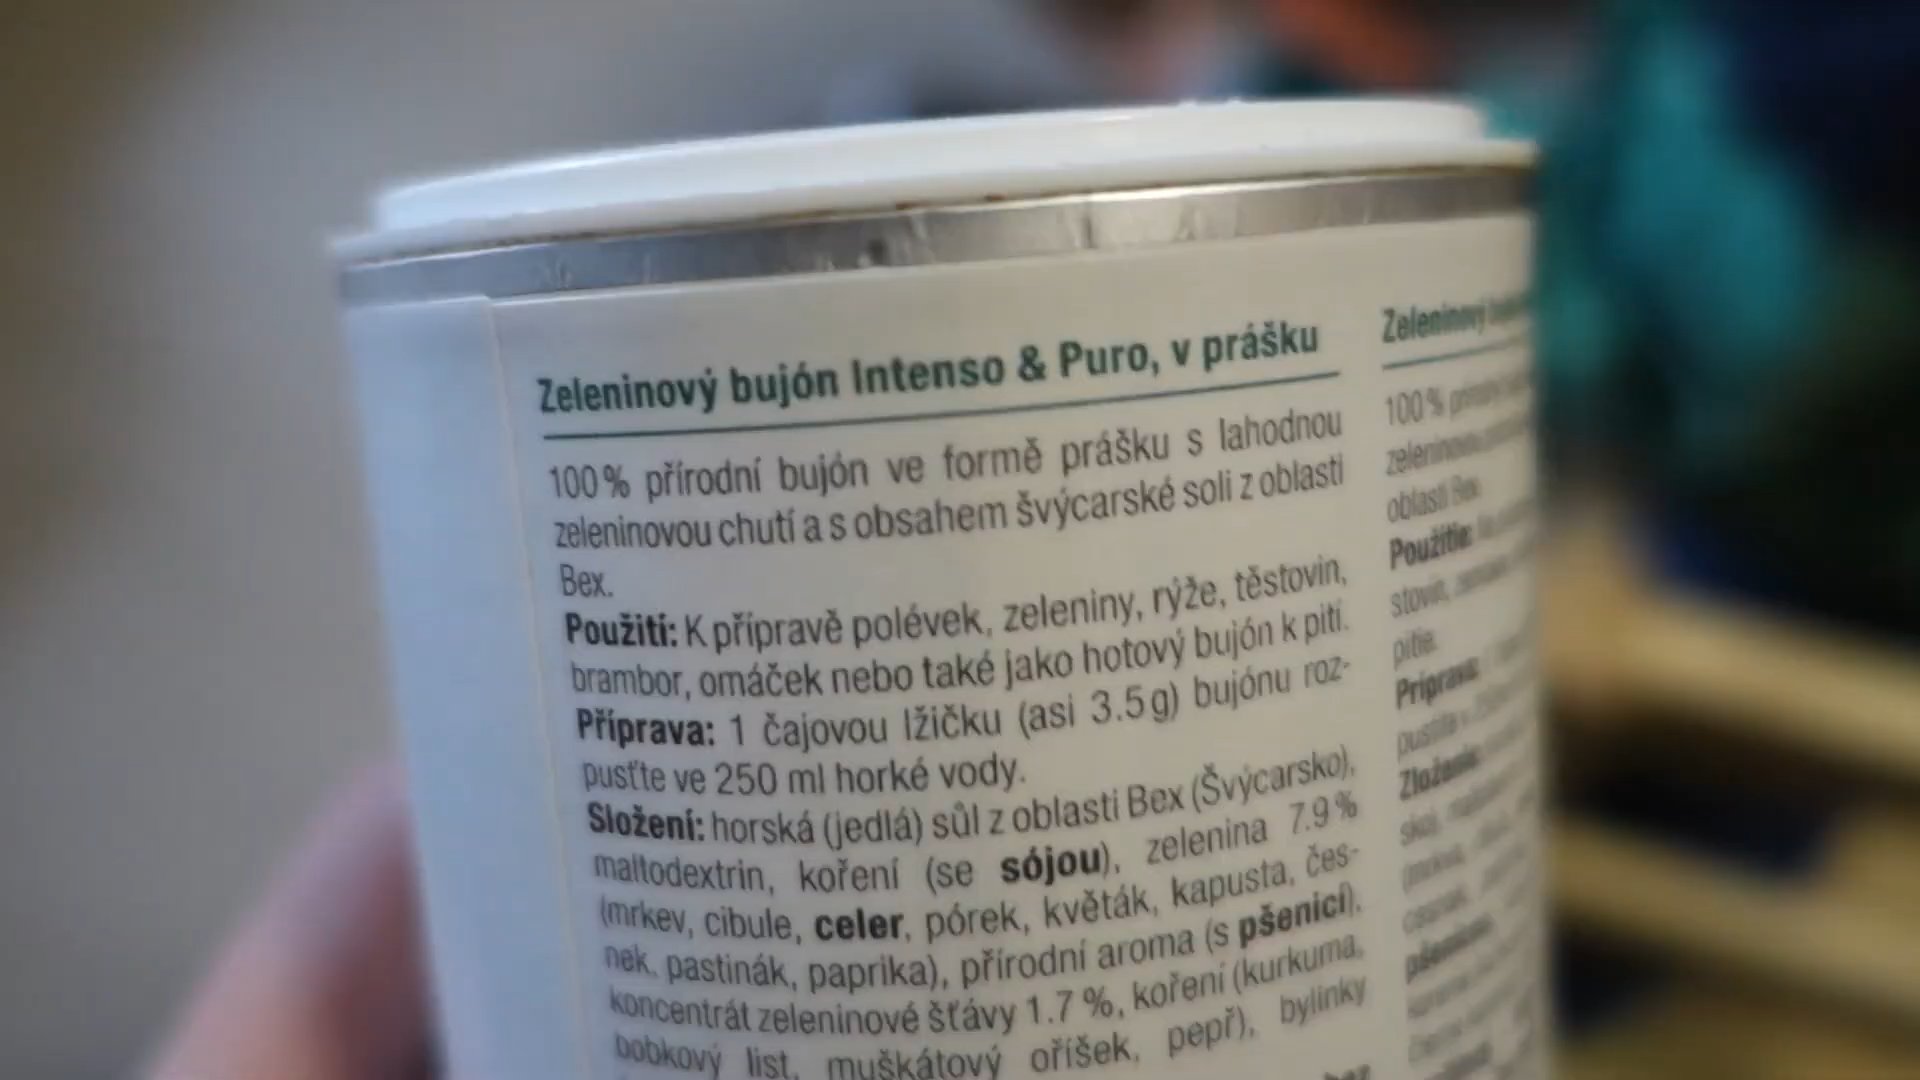 Zeleninový bujón Intenso & Puro, v prášku
100% přírodní bujón ve formě prášku s lahodnou
zeleninovou chutí a s obsahem švýcarské soli z oblasti
Bex.
Použití: K přípravě polévek, zeleniny, rýže, těstovin,
brambor, omáček nebo také jako hotový bujón k pití.
Příprava: 1 čajovou lžičku (asi 3.5g) bujónu roz-
pusťte ve 250 ml horké vody.
Složení: horská (jedlá) sůl z oblasti Bex (Švýcarsko),
maltodextrin, koření (se sójou), zelenina 7.9%
(mrkev, cibule, celer, pórek, květák, kapusta, čes-
nek, pastinák, paprika), přírodní aroma (s pšenicí),
koncentrát zeleninové šťávy 1.7 %, koření (kurkuma,
bobkový list, muškátový oříšek, pepř), bylinky
Zeleninový
100%
oblasti Bex
Použitie:
pitie.
Príprava:
Zloženie: